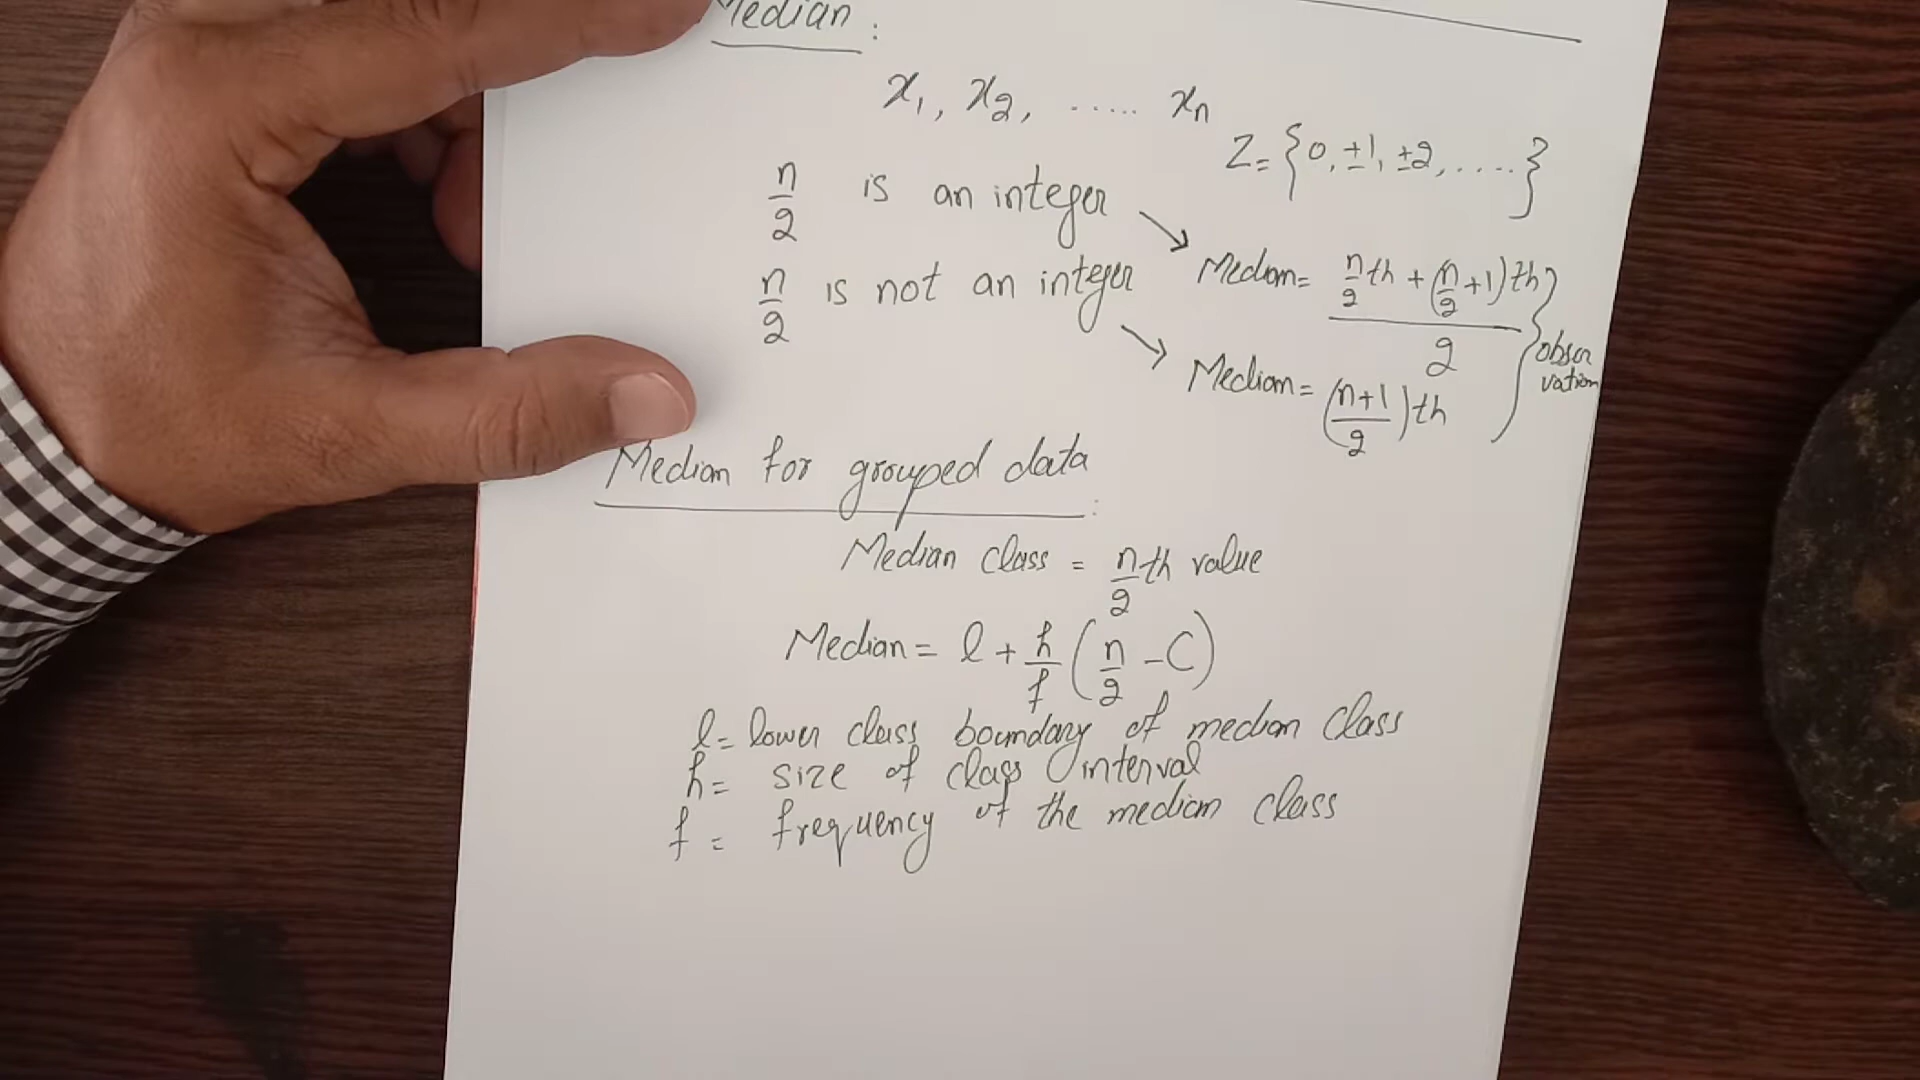 Median :
x1, x2, ..... xn
Z= {0, ±1, ±2, .....}
n/2 is an integer
Median= (n/2 th + (n/2 +1)th)/2
n/2 is not an integer
Median= (n+1/2)th
obser
vation
Median for grouped data :
Median Class = n/2 th value
Median = l + h/f (n/2 - C)
l= lower class boundary of median Class
h= size of class interval
f = frequency of the median class